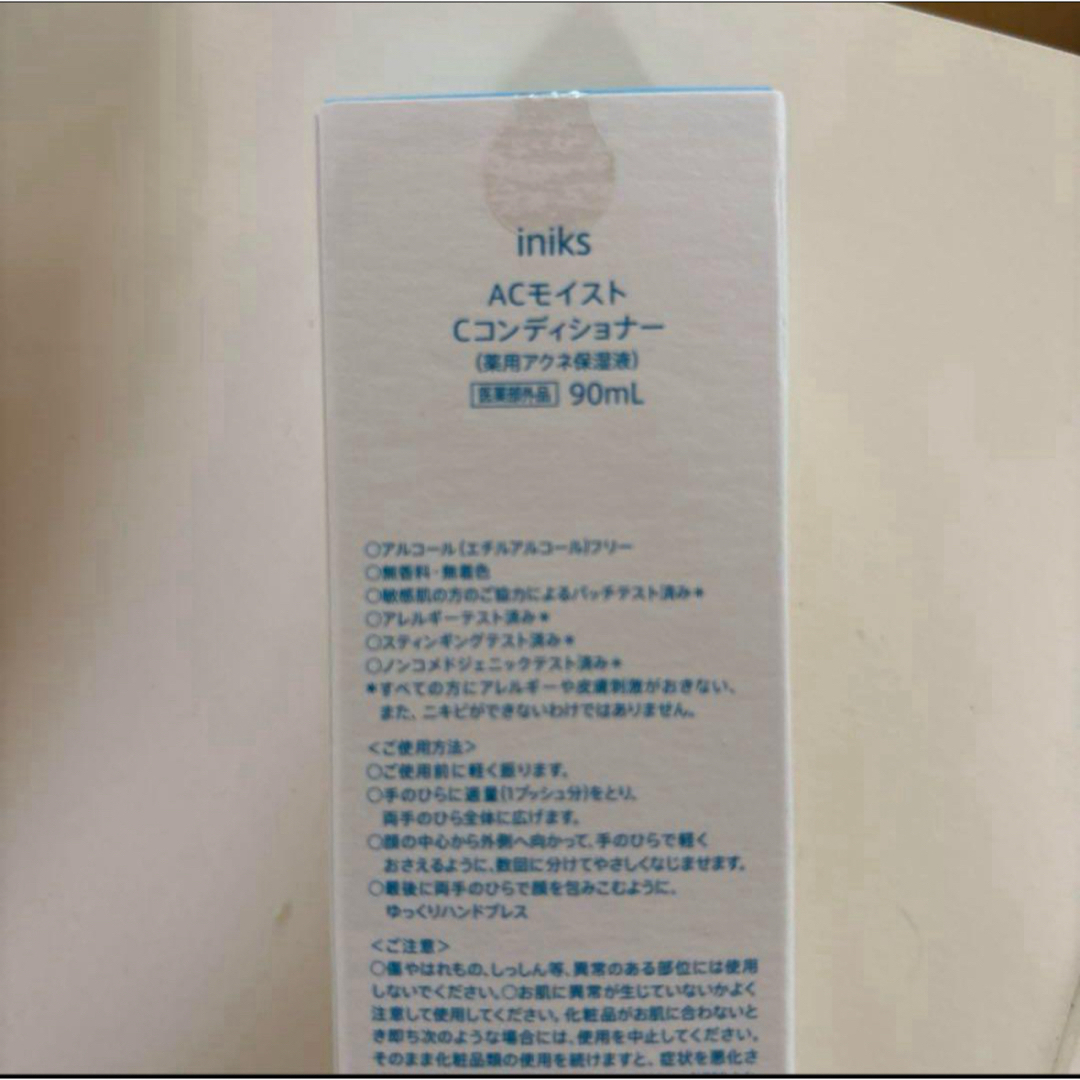 iniks
ACモイスト
Cコンディショナー
(薬用アクネ保湿液)
医薬部外品 90mL
○アルコール(エチルアルコール)フリー
○無香料・無着色
○敏感肌の方のご協力によるパッチテスト済み*
○アレルギーテスト済み*
○スティンギングテスト済み*
○ノンコメドジェニックテスト済み*
*すべての方にアレルギーや皮膚刺激がおきない、
また、ニキビができないわけではありません。
<ご使用方法>
○ご使用前に軽く振ります。
○手のひらに適量(1プッシュ分)をとり、
両手のひら全体に広げます。
○顔の中心から外側へ向かって、手のひらで軽く
おさえるように、数回に分けてやさしくなじませます。
○最後に両手のひらで顔を包みこむように、
ゆっくりハンドプレス
<ご注意>
○傷やはれもの、しっしん等、異常のある部位には使用
しないでください。○お肌に異常が生じていないかよく
注意して使用してください。化粧品がお肌に合わないと
き即ち次のような場合には、使用を中止してください。
そのまま化粧品類の使用を続けますと、症状を悪化さ